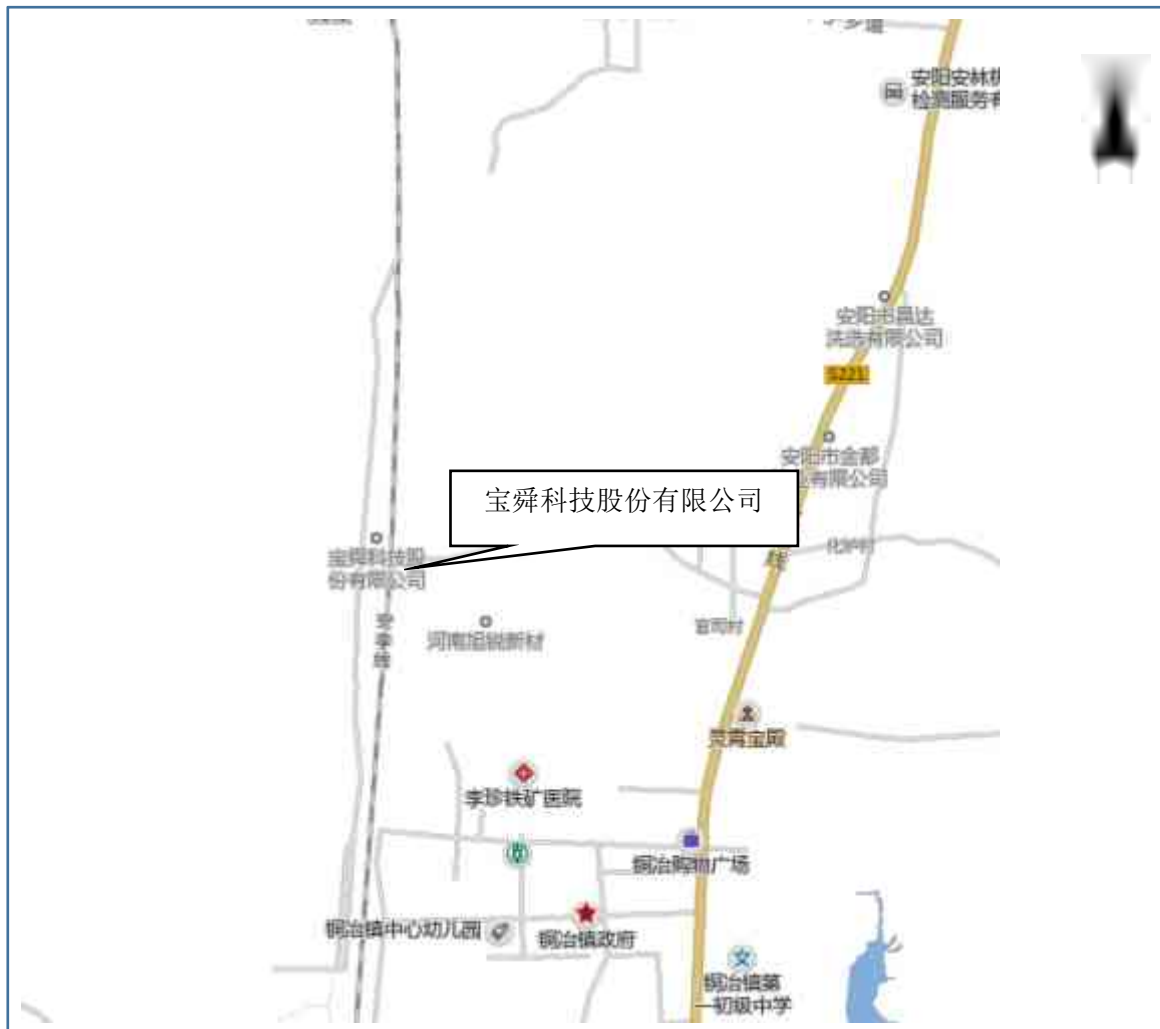 安阳安林机
检测服务有
安阳市昌达
洗选有限公司
S221
安阳市金都
业有限公司
宝舜科技股份有限公司
化炉村
线
宝舜科技股
份有限公司
官司村
河南旭锐新材
灵霄宝殿
李珍铁矿医院
铜冶购物广场
铜冶镇中心幼儿园
铜冶镇政府
铜冶镇第
一初级中学